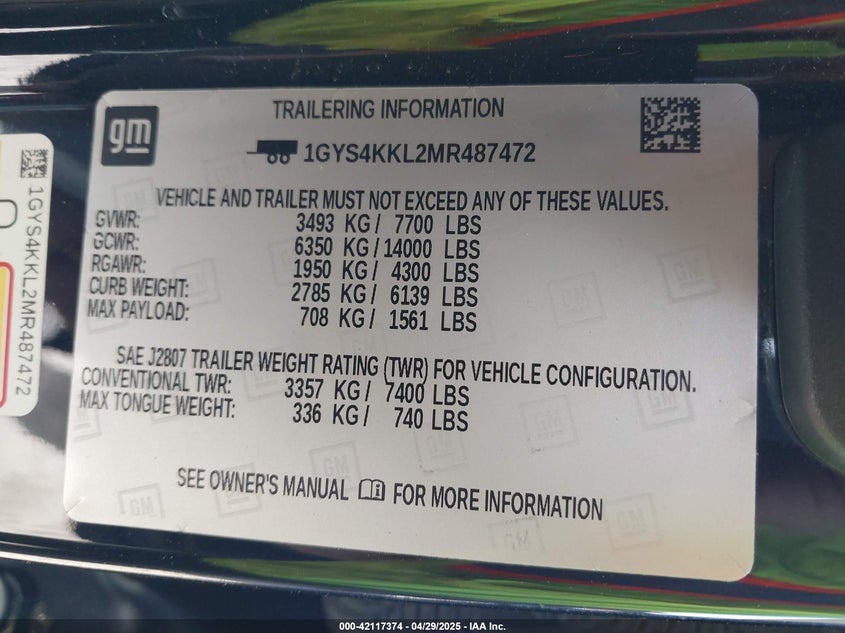 gm
TRAILERING INFORMATION
1GYS4KKL2MR487472
VEHICLE AND TRAILER MUST NOT EXCEED ANY OF THESE VALUES.
GVWR: 3493 KG / 7700 LBS
GCWR: 6350 KG / 14000 LBS
RGAWR: 1950 KG / 4300 LBS
CURB WEIGHT: 2785 KG / 6139 LBS
MAX PAYLOAD: 708 KG / 1561 LBS
SAE J2807 TRAILER WEIGHT RATING (TWR) FOR VEHICLE CONFIGURATION.
CONVENTIONAL TWR: 3357 KG / 7400 LBS
MAX TONGUE WEIGHT: 336 KG / 740 LBS
SEE OWNER'S MANUAL FOR MORE INFORMATION
1GYS4KKL2MR487472
000-42117374 - 04/29/2025 - IAA Inc.